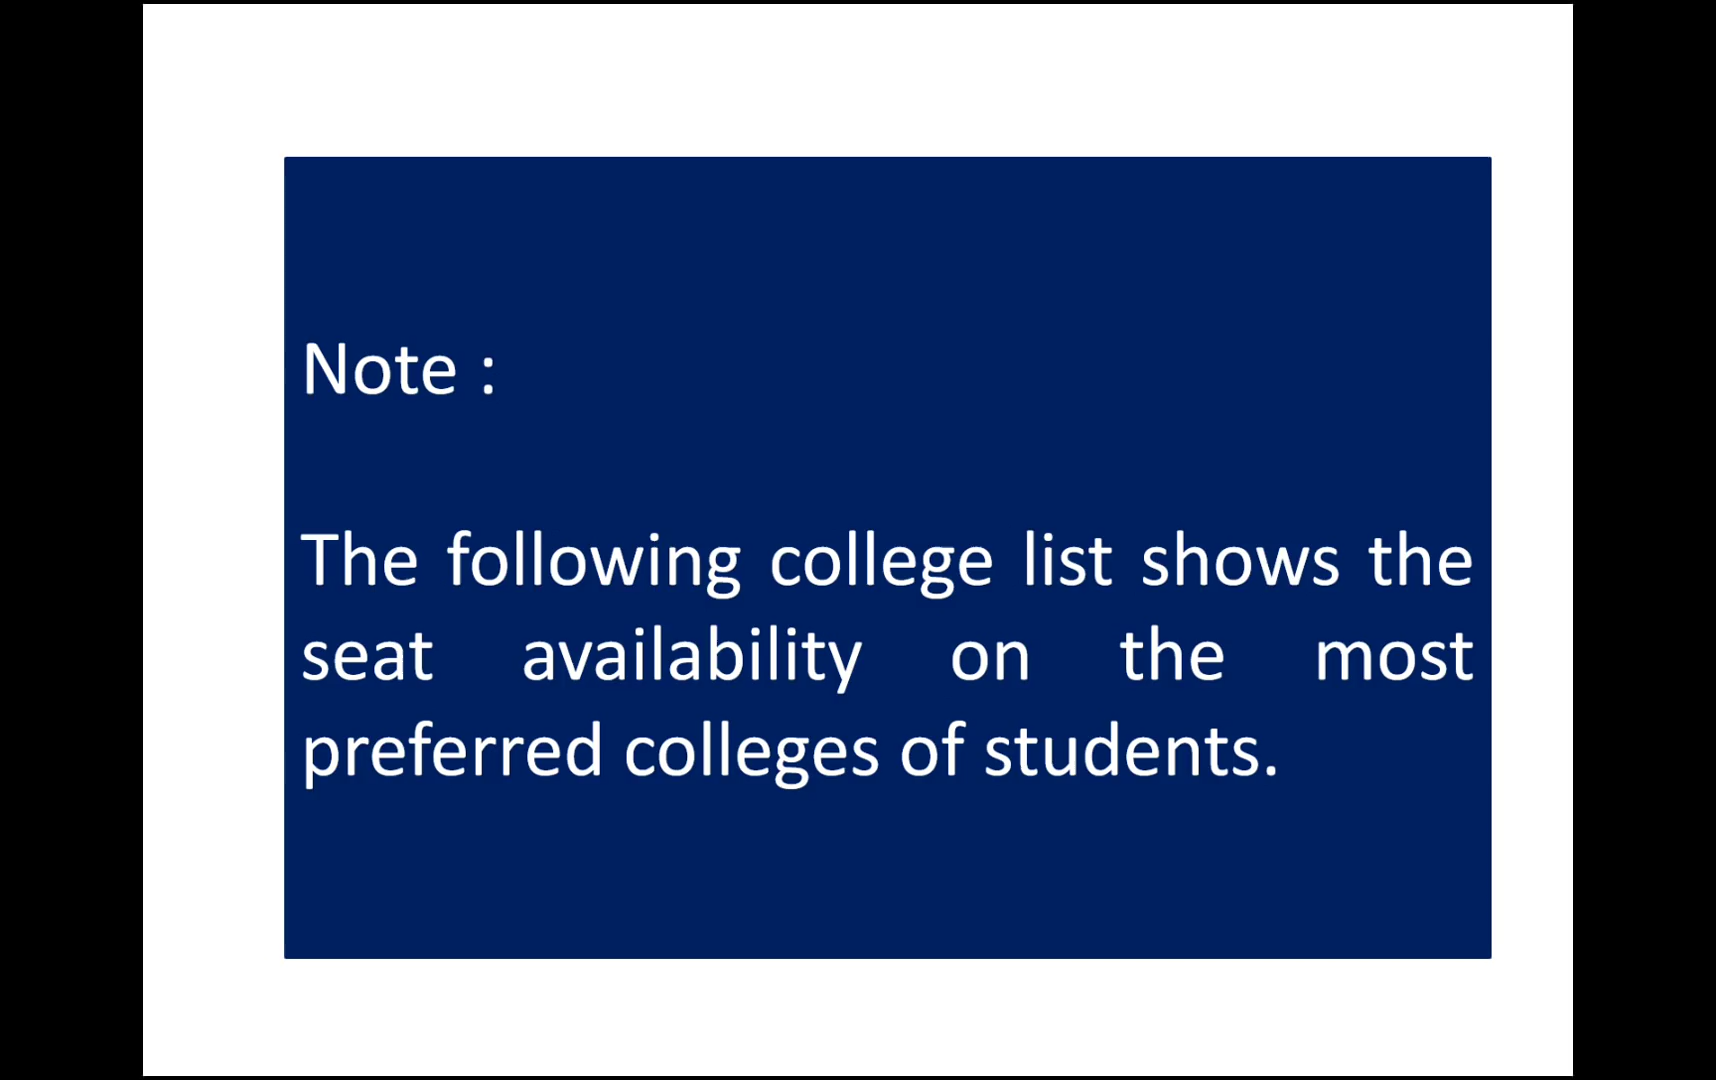 Note :
The following college list shows the
seat availability on the most
preferred colleges of students.